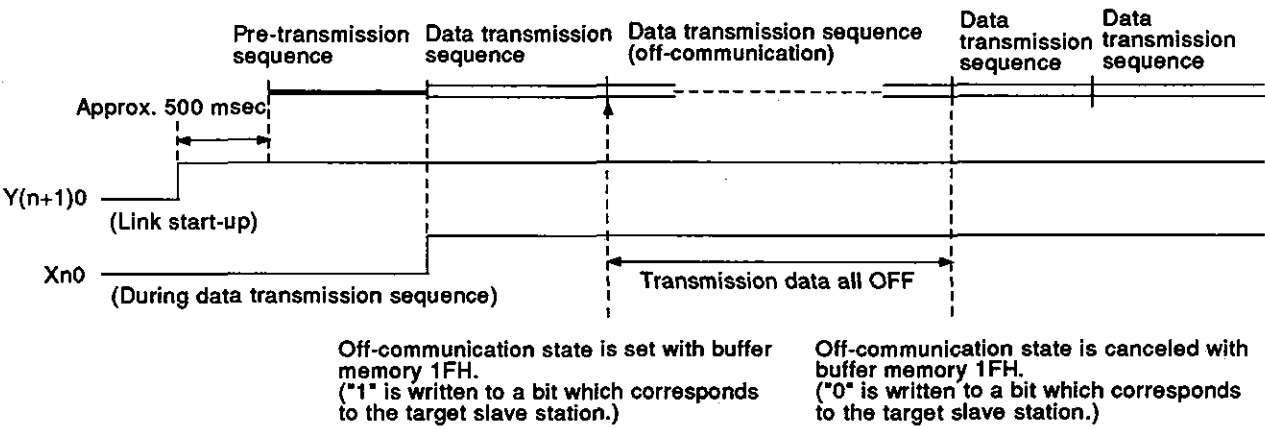 Pre-transmission
sequence
Data transmission
sequence
Data transmission sequence
(off-communication)
Data
transmission
sequence
Data
transmission
sequence
Approx. 500 msec
Y(n+1)0
(Link start-up)
Xn0
(During data transmission sequence)
Transmission data all OFF
Off-communication state is set with buffer
memory 1FH.
("1" is written to a bit which corresponds
to the target slave station.)
Off-communication state is canceled with
buffer memory 1FH.
("0" is written to a bit which corresponds
to the target slave station.)